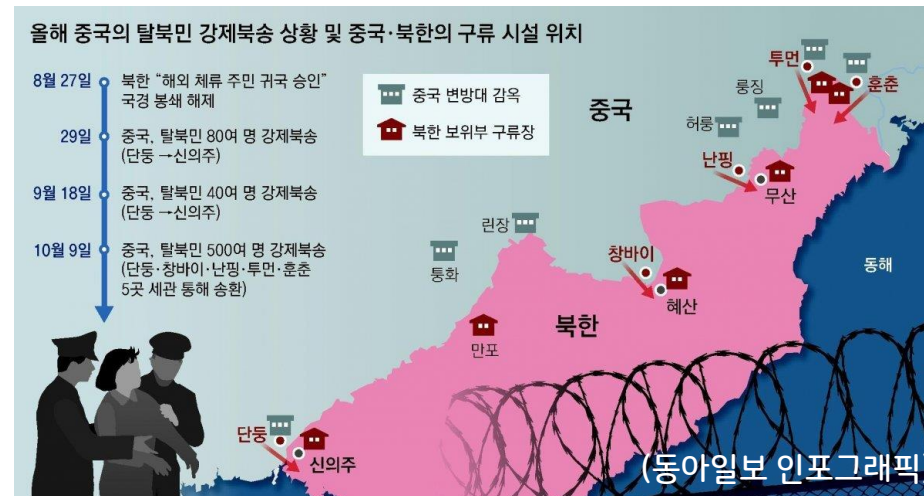 올해 중국의 탈북민 강제북송 상황 및 중국·북한의 구류 시설 위치
8월 27일 북한 “해외 체류 주민 귀국 승인”
국경 봉쇄 해제
29일 중국, 탈북민 80여 명 강제북송
(단둥→신의주)
9월 18일 중국, 탈북민 40여 명 강제북송
(단둥→신의주)
10월 9일 중국, 탈북민 500여 명 강제북송
(단둥·창바이·난핑·투먼·훈춘
5곳 세관 통해 송환)
중국 변방대 감옥
북한 보위부 구류장
중국
투먼
훈춘
룽징
허룽
난핑
무산
린장
퉁화
창바이
혜산
동해
북한
만포
단둥
신의주
(동아일보 인포그래픽)